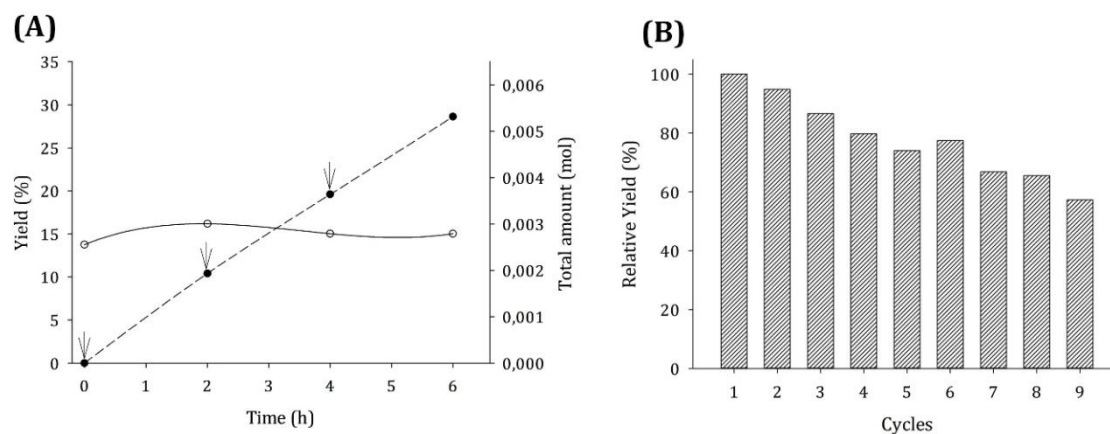 (A)
35
30
25
20
15
10
5
0
Yield (%)
0,006
0,005
0,004
0,003
0,002
0,001
0,000
Total amount (mol)
0 1 2 3 4 5 6
Time (h)
(B)
100
80
60
40
20
0
Relative Yield (%)
1 2 3 4 5 6 7 8 9
Cycles